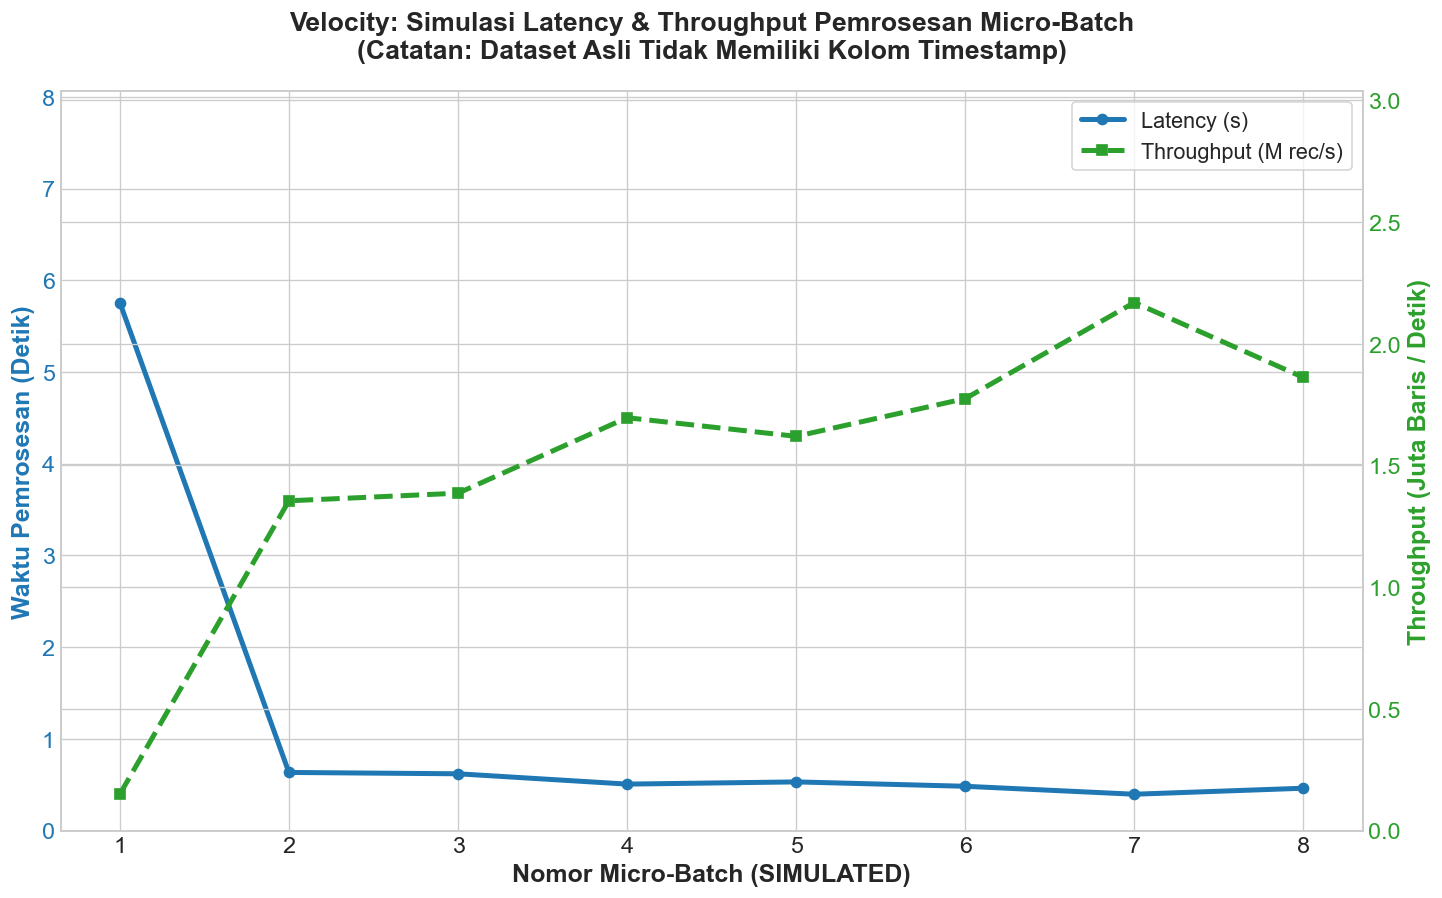 Velocity: Simulasi Latency & Throughput Pemrosesan Micro-Batch
(Catatan: Dataset Asli Tidak Memiliki Kolom Timestamp)
Latency (s)
Throughput (M rec/s)
Waktu Pemrosesan (Detik)
8
7
6
5
4
3
2
1
0
3.0
2.5
2.0
1.5
1.0
0.5
0.0
Throughput (Juta Baris / Detik)
1 2 3 4 5 6 7 8
Nomor Micro-Batch (SIMULATED)